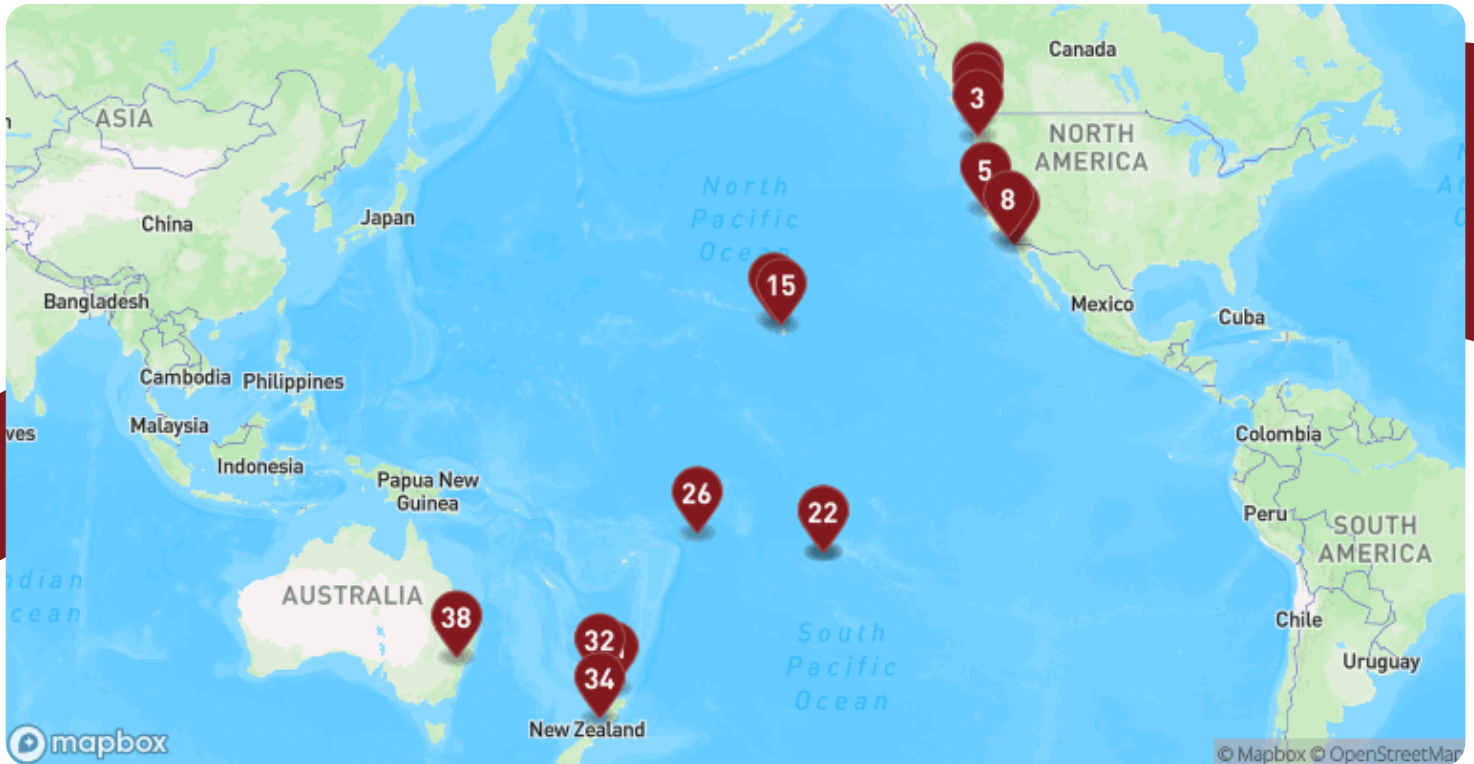 Canada
3
ASIA
NORTH
AMERICA
5
North
Pacific
Ocean
8
China
Japan
15
Bangladesh
Mexico
Cuba
Cambodia
Philippines
Malaysia
Colombia
Indonesia
Papua New
Guinea
26
22
Peru
SOUTH
AMERICA
AUSTRALIA
38
32
Chile
South
Pacific
Ocean
34
Uruguay
New Zealand
mapbox
© Mapbox © OpenStreetMap